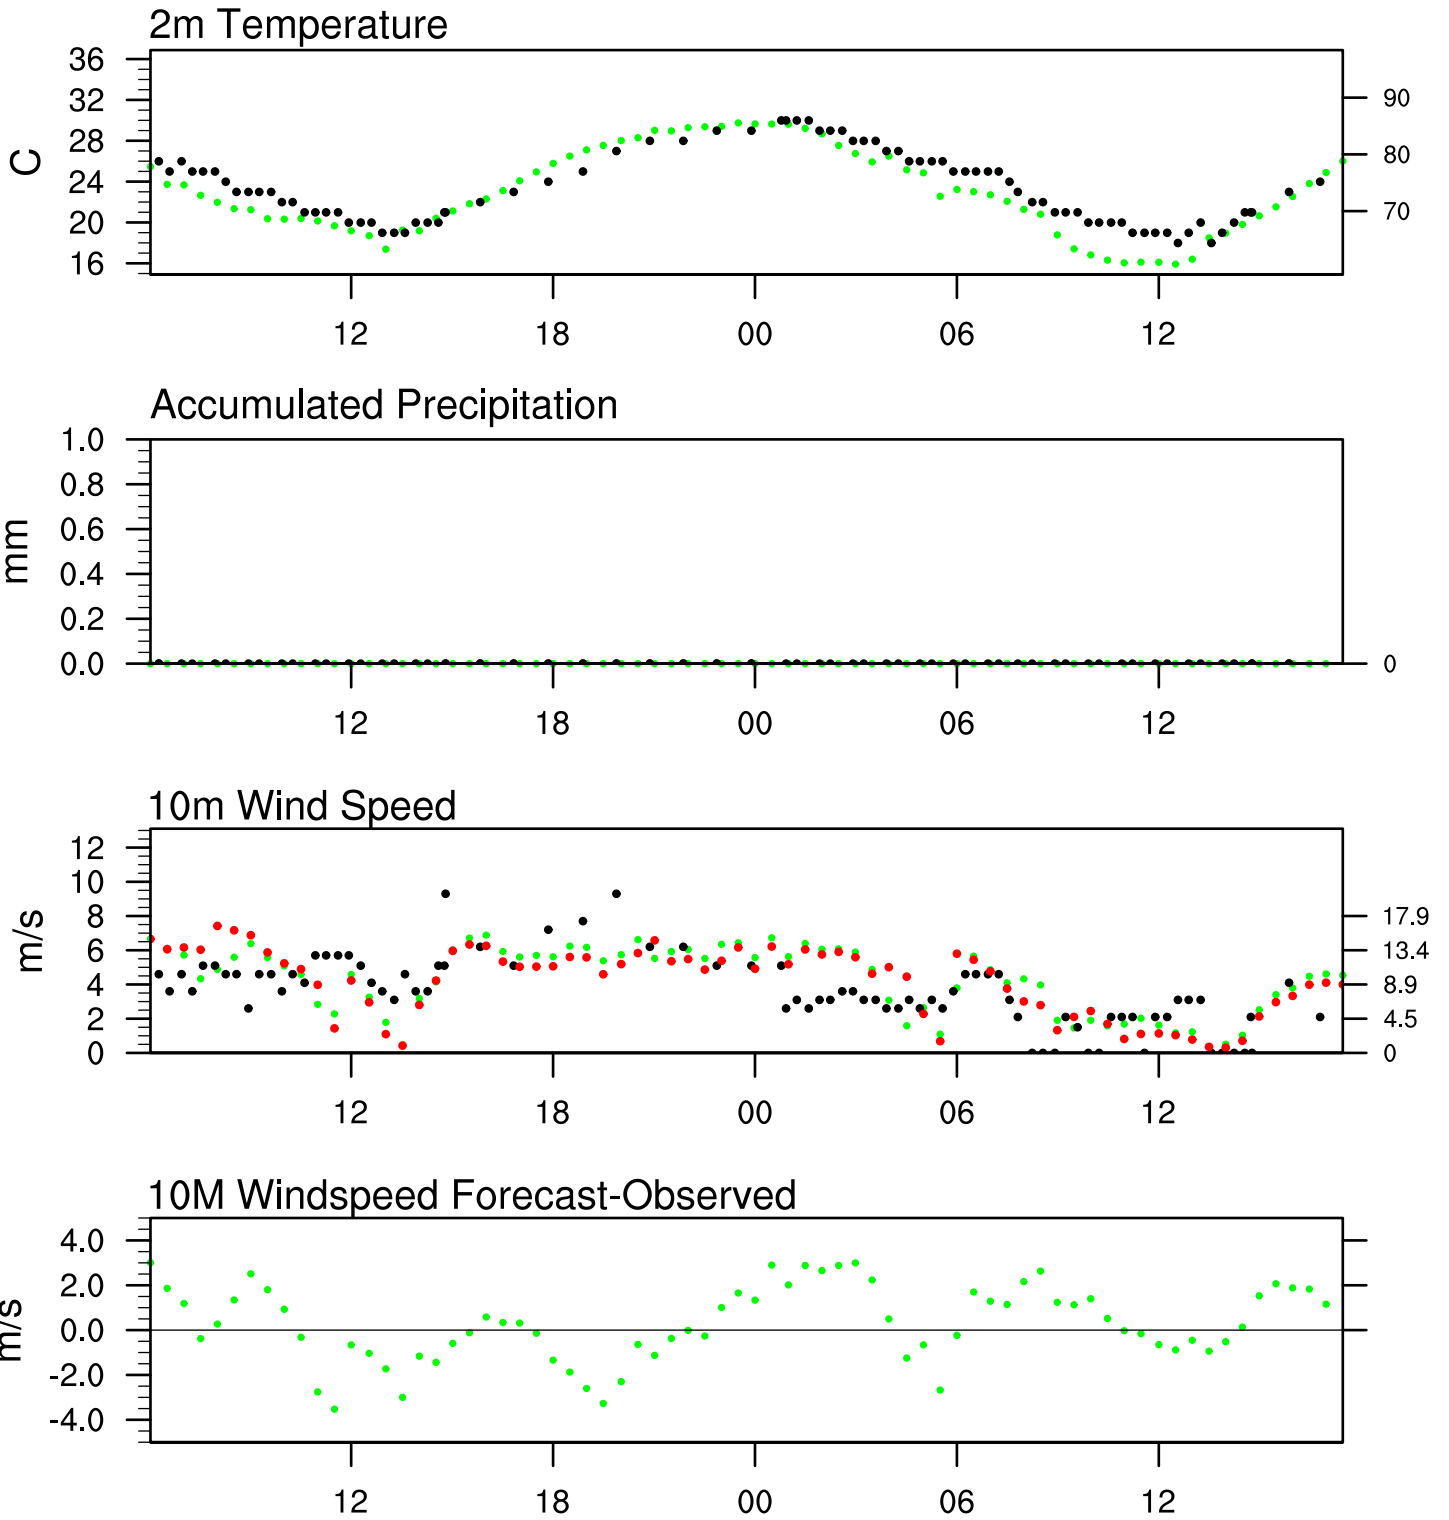 2m Temperature
36
32
28
24
20
16
C
90
80
70
12 18 00 06 12
Accumulated Precipitation
1.0
0.8
0.6
0.4
0.2
0.0
mm
0
12 18 00 06 12
10m Wind Speed
12
10
8
6
4
2
0
m/s
17.9
13.4
8.9
4.5
0
12 18 00 06 12
10M Windspeed Forecast-Observed
4.0
2.0
0.0
-2.0
-4.0
m/s
12 18 00 06 12